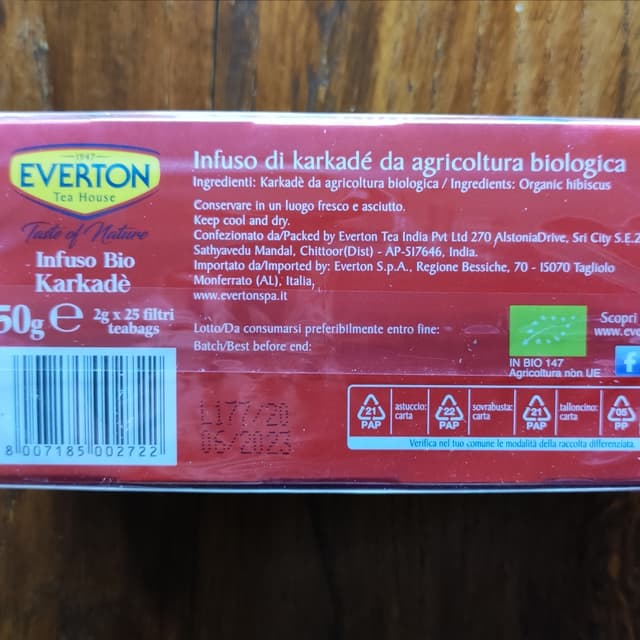 1947
EVERTON
Tea House
Taste of Nature
Infuso Bio
Karkadè
50g e 2g x 25 filtri
teabags
8 007185 002722
Infuso di karkadé da agricoltura biologica
Ingredienti: Karkadè da agricoltura biologica / Ingredients: Organic hibiscus
Conservare in un luogo fresco e asciutto.
Keep cool and dry.
Confezionato da/Packed by Everton Tea India Pvt Ltd 270 AlstoniaDrive, Sri City S.E.Z
Sathyavedu Mandal, Chittoor(Dist) - AP-517646, India.
Importato da/Imported by: Everton S.p.A., Regione Bessiche, 70 - 15070 Tagliolo
Monferrato (AL), Italia,
www.evertonspa.it
Lotto/Da consumarsi preferibilmente entro fine:
Batch/Best before end:
L177/20
06/2023
IN BIO 147
Agricoltura nòn UE
Scopri
www.eve
f
21
PAP
astuccio:
carta
22
PAP
sovrabusta:
carta
21
PAP
talloncino:
carta
05
PP
Verifica nel tuo comune le modalità della raccolta differenziata.